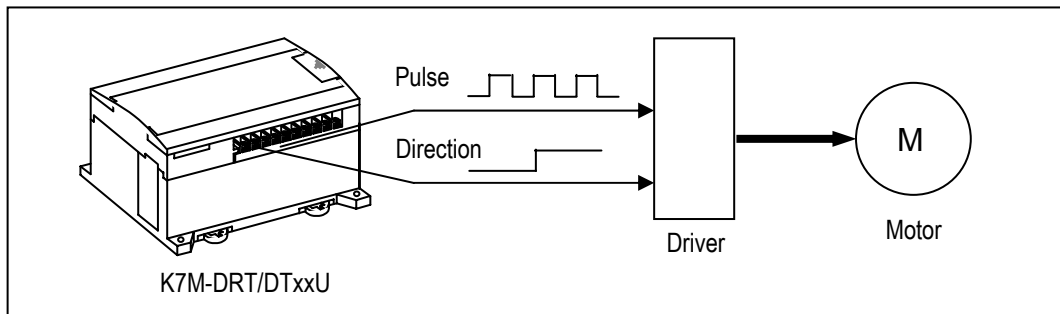 Pulse
Direction
M
Driver
Motor
K7M-DRT/DTxxU